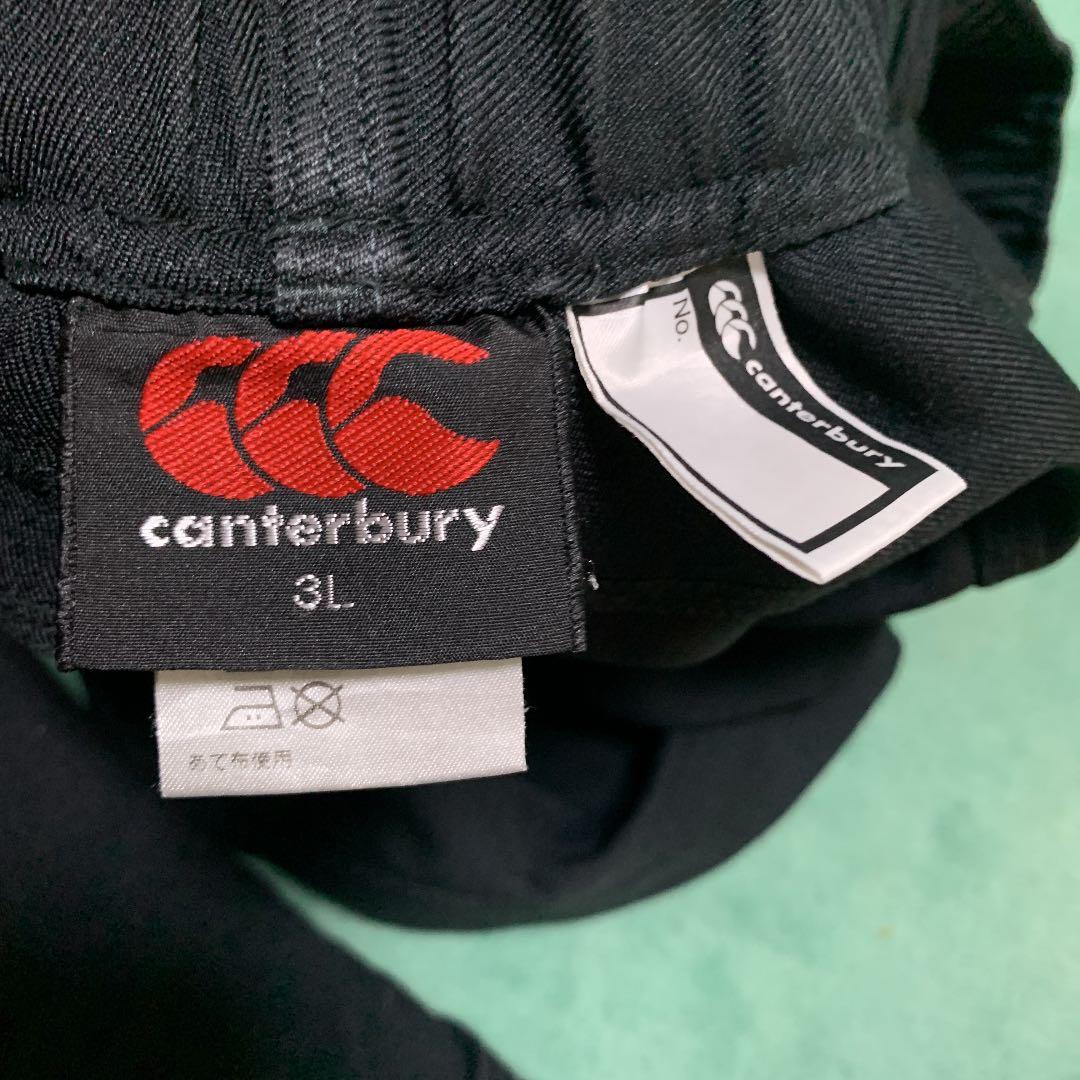 canterbury
3L
No.
canterbury
あて布使用